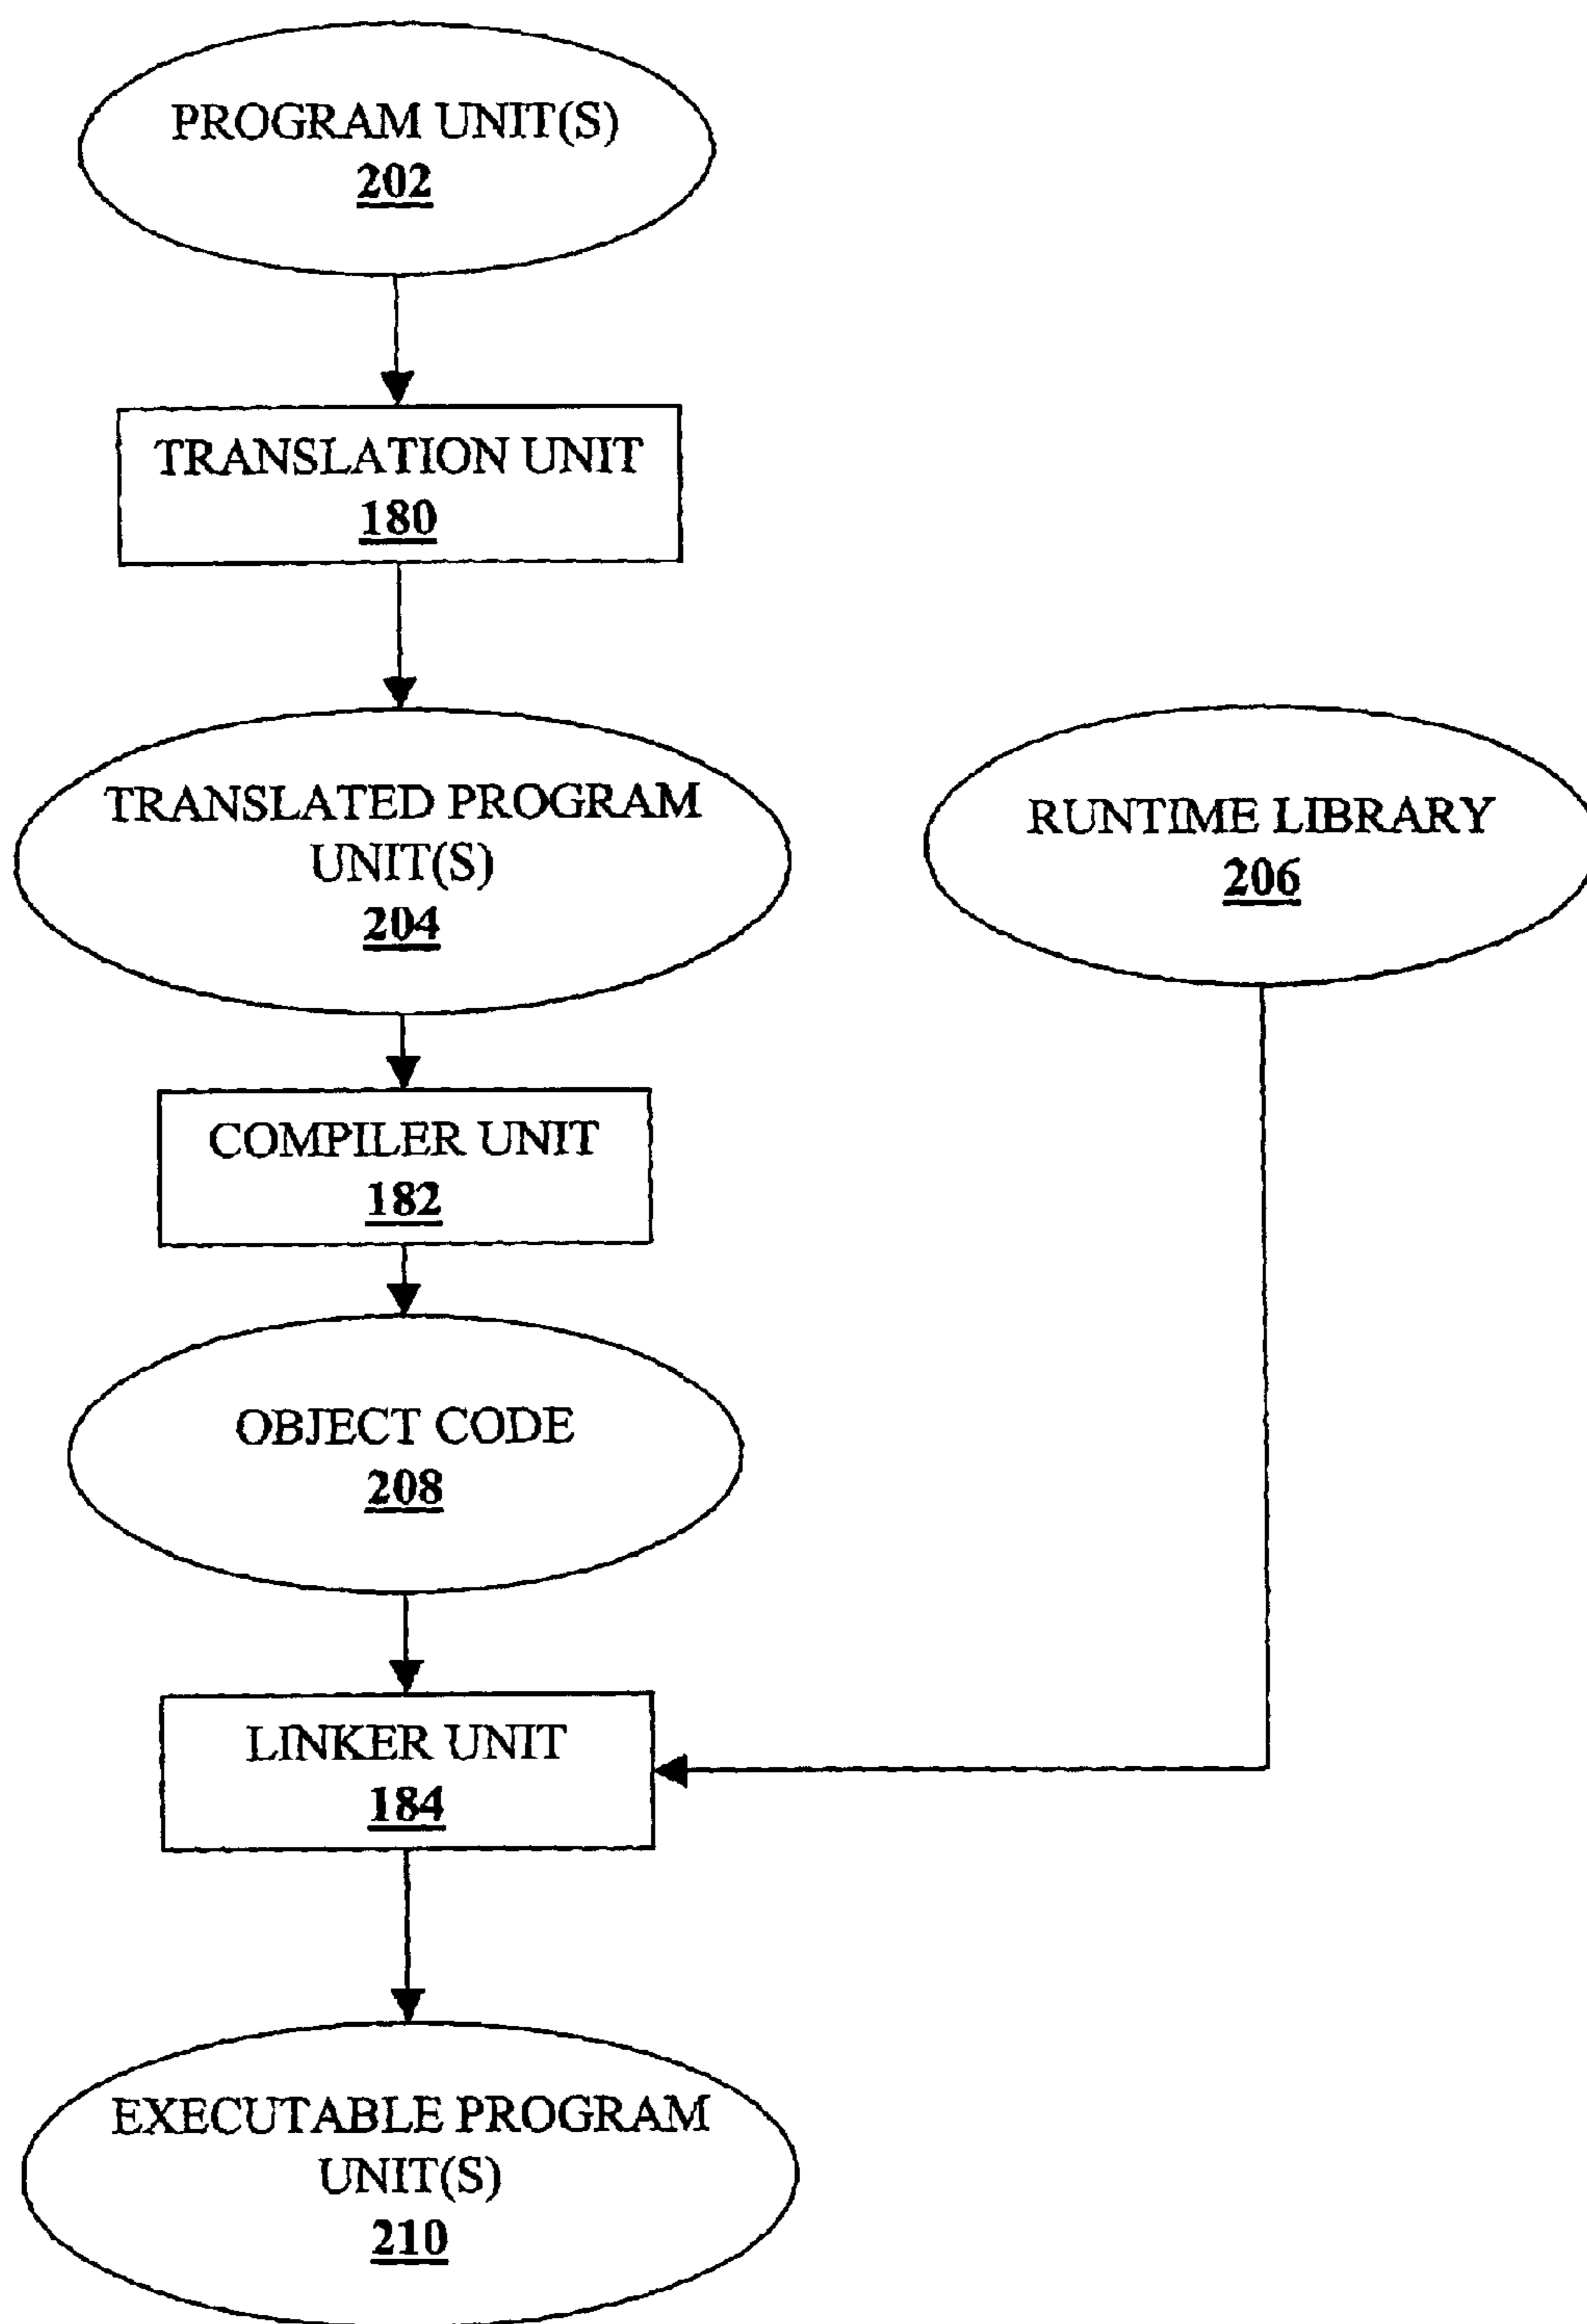 PROGRAM UNIT(S)
202
TRANSLATION UNIT
180
TRANSLATED PROGRAM
UNIT(S)
204
RUNTIME LIBRARY
206
COMPILER UNIT
182
OBJECT CODE
208
LINKER UNIT
184
EXECUTABLE PROGRAM
UNIT(S)
210